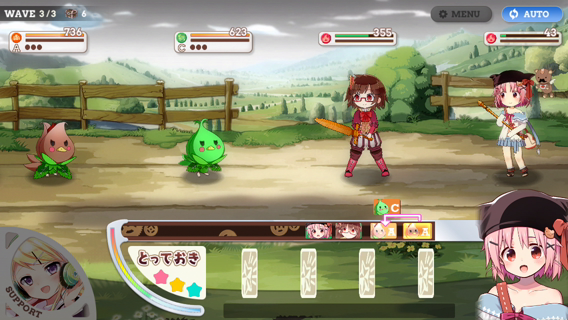 WAVE 3/3 6
MENU
AUTO
736
A
623
C
355
43
C
A
A
とっておき
SUPPORT